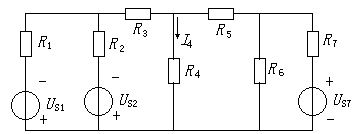 R3
I4
R5
R1
R2
R4
R6
R7
−
−
+
US1
US2
US7
+
+
−